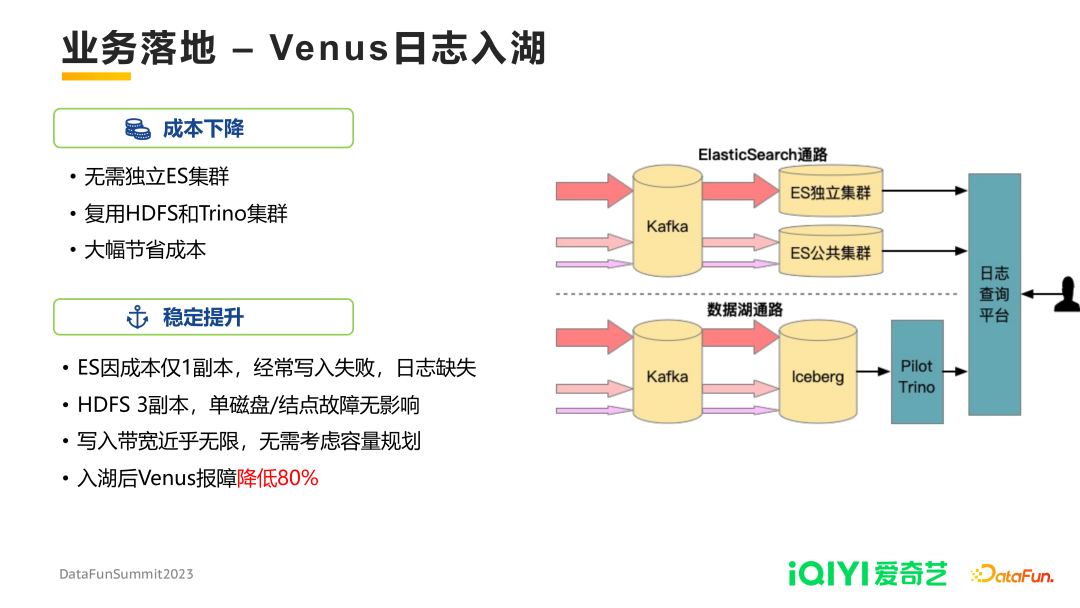 业务落地 – Venus日志入湖
成本下降
• 无需独立ES集群
• 复用HDFS和Trino集群
• 大幅节省成本
稳定提升
• ES因成本仅1副本，经常写入失败，日志缺失
• HDFS 3副本，单磁盘/结点故障无影响
• 写入带宽近乎无限，无需考虑容量规划
• 入湖后Venus报障降低80%
ElasticSearch通路
Kafka
ES独立集群
ES公共集群
数据湖通路
Kafka
Iceberg
Pilot
Trino
日志
查询
平台
DataFunSummit2023
iQIYI 爱奇艺
DataFun.